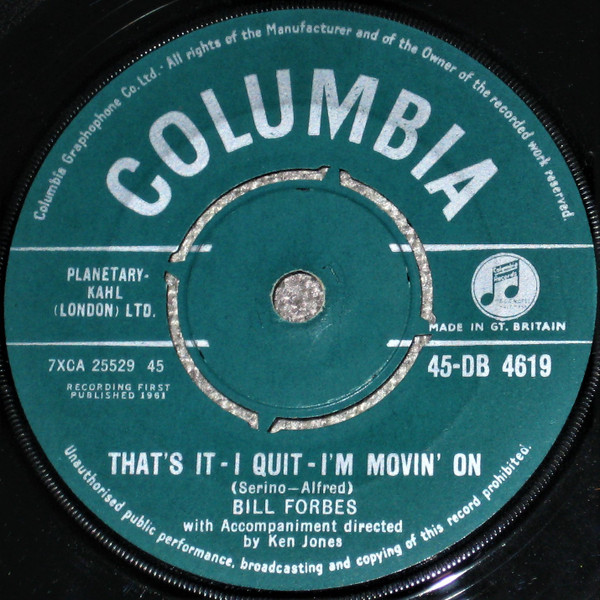 Columbia Graphophone Co. Ltd. · All rights of the Manufacturer and of the Owner of the recorded work reserved.
COLUMBIA
PLANETARY-
KAHL
(LONDON) LTD.
Columbia
Records
MADE IN GT. BRITAIN
7XCA 25529 45
45-DB 4619
RECORDING FIRST
PUBLISHED 1961
THAT'S IT - I QUIT - I'M MOVIN' ON
(Serino—Alfred)
BILL FORBES
with Accompaniment directed
by Ken Jones
Unauthorised public performance, broadcasting and copying of this record prohibited.